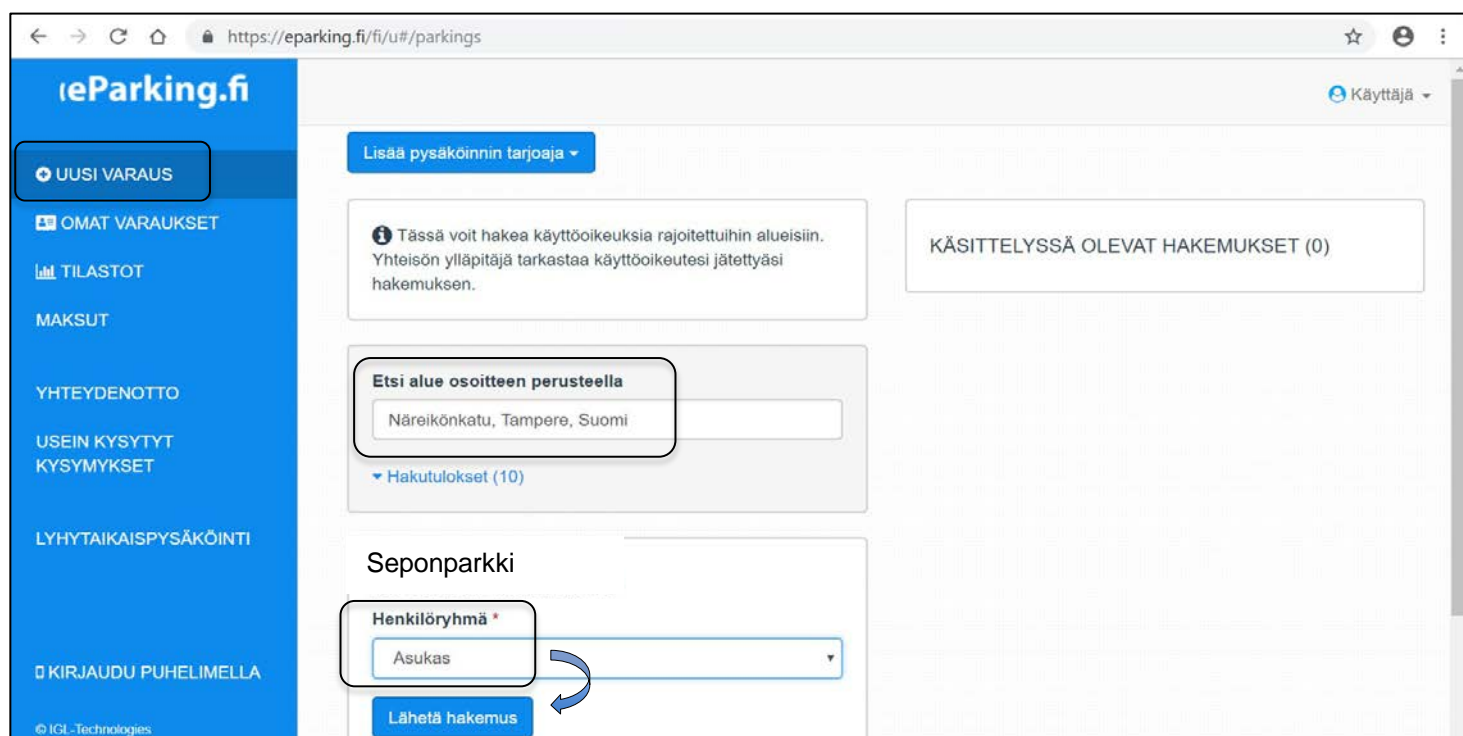 https://eparking.fi/fi/u#/parkings
eParking.fi
Käyttäjä
UUSI VARAUS
OMAT VARAUKSET
TILASTOT
MAKSUT
YHTEYDENOTTO
USEIN KYSYTYT
KYSYMYKSET
LYHYTAIKAISPYSÄKÖINTI
KIRJAUDU PUHELIMELLA
© IGL-Technologies
Lisää pysäköinnin tarjoaja
Tässä voit hakea käyttöoikeuksia rajoitettuihin alueisiin.
Yhteisön ylläpitäjä tarkastaa käyttöoikeutesi jätettyäsi
hakemuksen.
Etsi alue osoitteen perusteella
Näreikönkatu, Tampere, Suomi
Hakutulokset (10)
Seponparkki
Henkilöryhmä *
Asukas
Lähetä hakemus
KÄSITTELYSSÄ OLEVAT HAKEMUKSET (0)